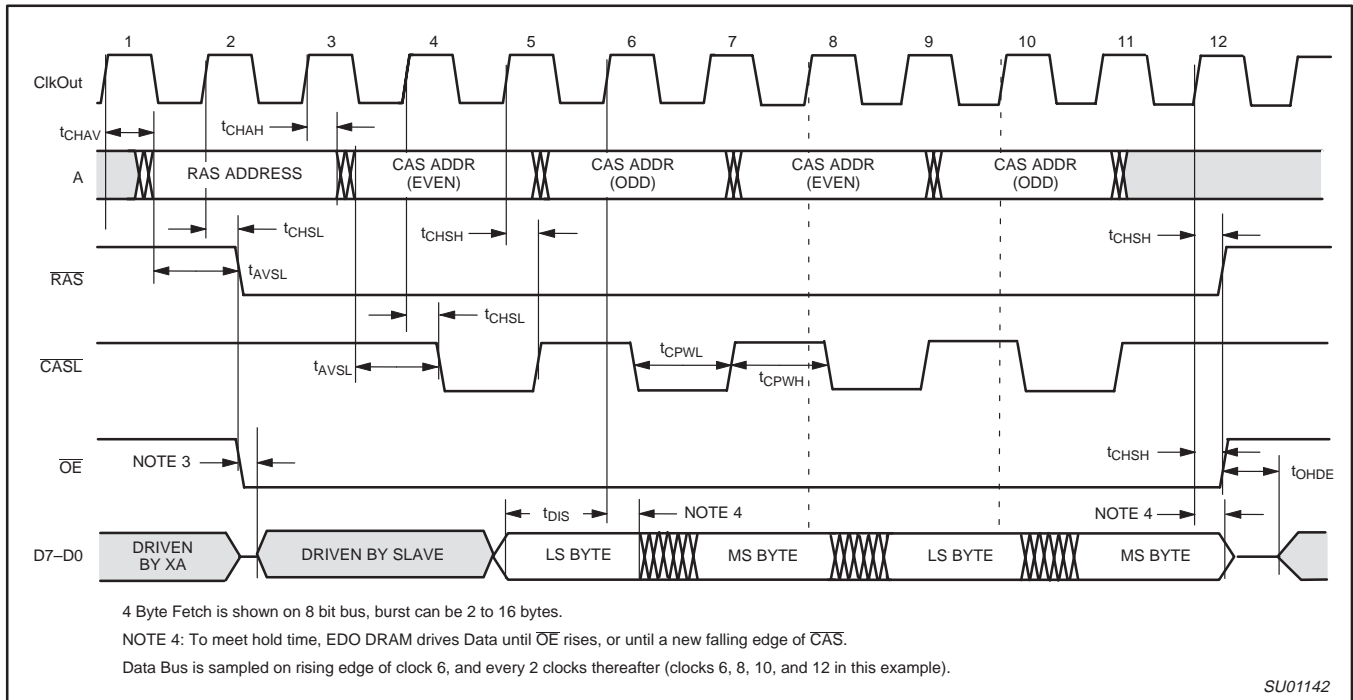 1 2 3 4 5 6 7 8 9 10 11 12
ClkOut
tCHAV
tCHAH
A
RAS ADDRESS
CAS ADDR
(EVEN)
CAS ADDR
(ODD)
CAS ADDR
(EVEN)
CAS ADDR
(ODD)
tCHSL
tCHSH
tCHSH
RAS
tAVSL
tCHSL
CASL
tAVSL
tCPWL
tCPWH
OE
NOTE 3
tCHSH
tOHDE
tDIS
NOTE 4
NOTE 4
D7–D0
DRIVEN
BY XA
DRIVEN BY SLAVE
LS BYTE
MS BYTE
LS BYTE
MS BYTE
4 Byte Fetch is shown on 8 bit bus, burst can be 2 to 16 bytes.
NOTE 4: To meet hold time, EDO DRAM drives Data until OE rises, or until a new falling edge of CAS.
Data Bus is sampled on rising edge of clock 6, and every 2 clocks thereafter (clocks 6, 8, 10, and 12 in this example).
SU01142